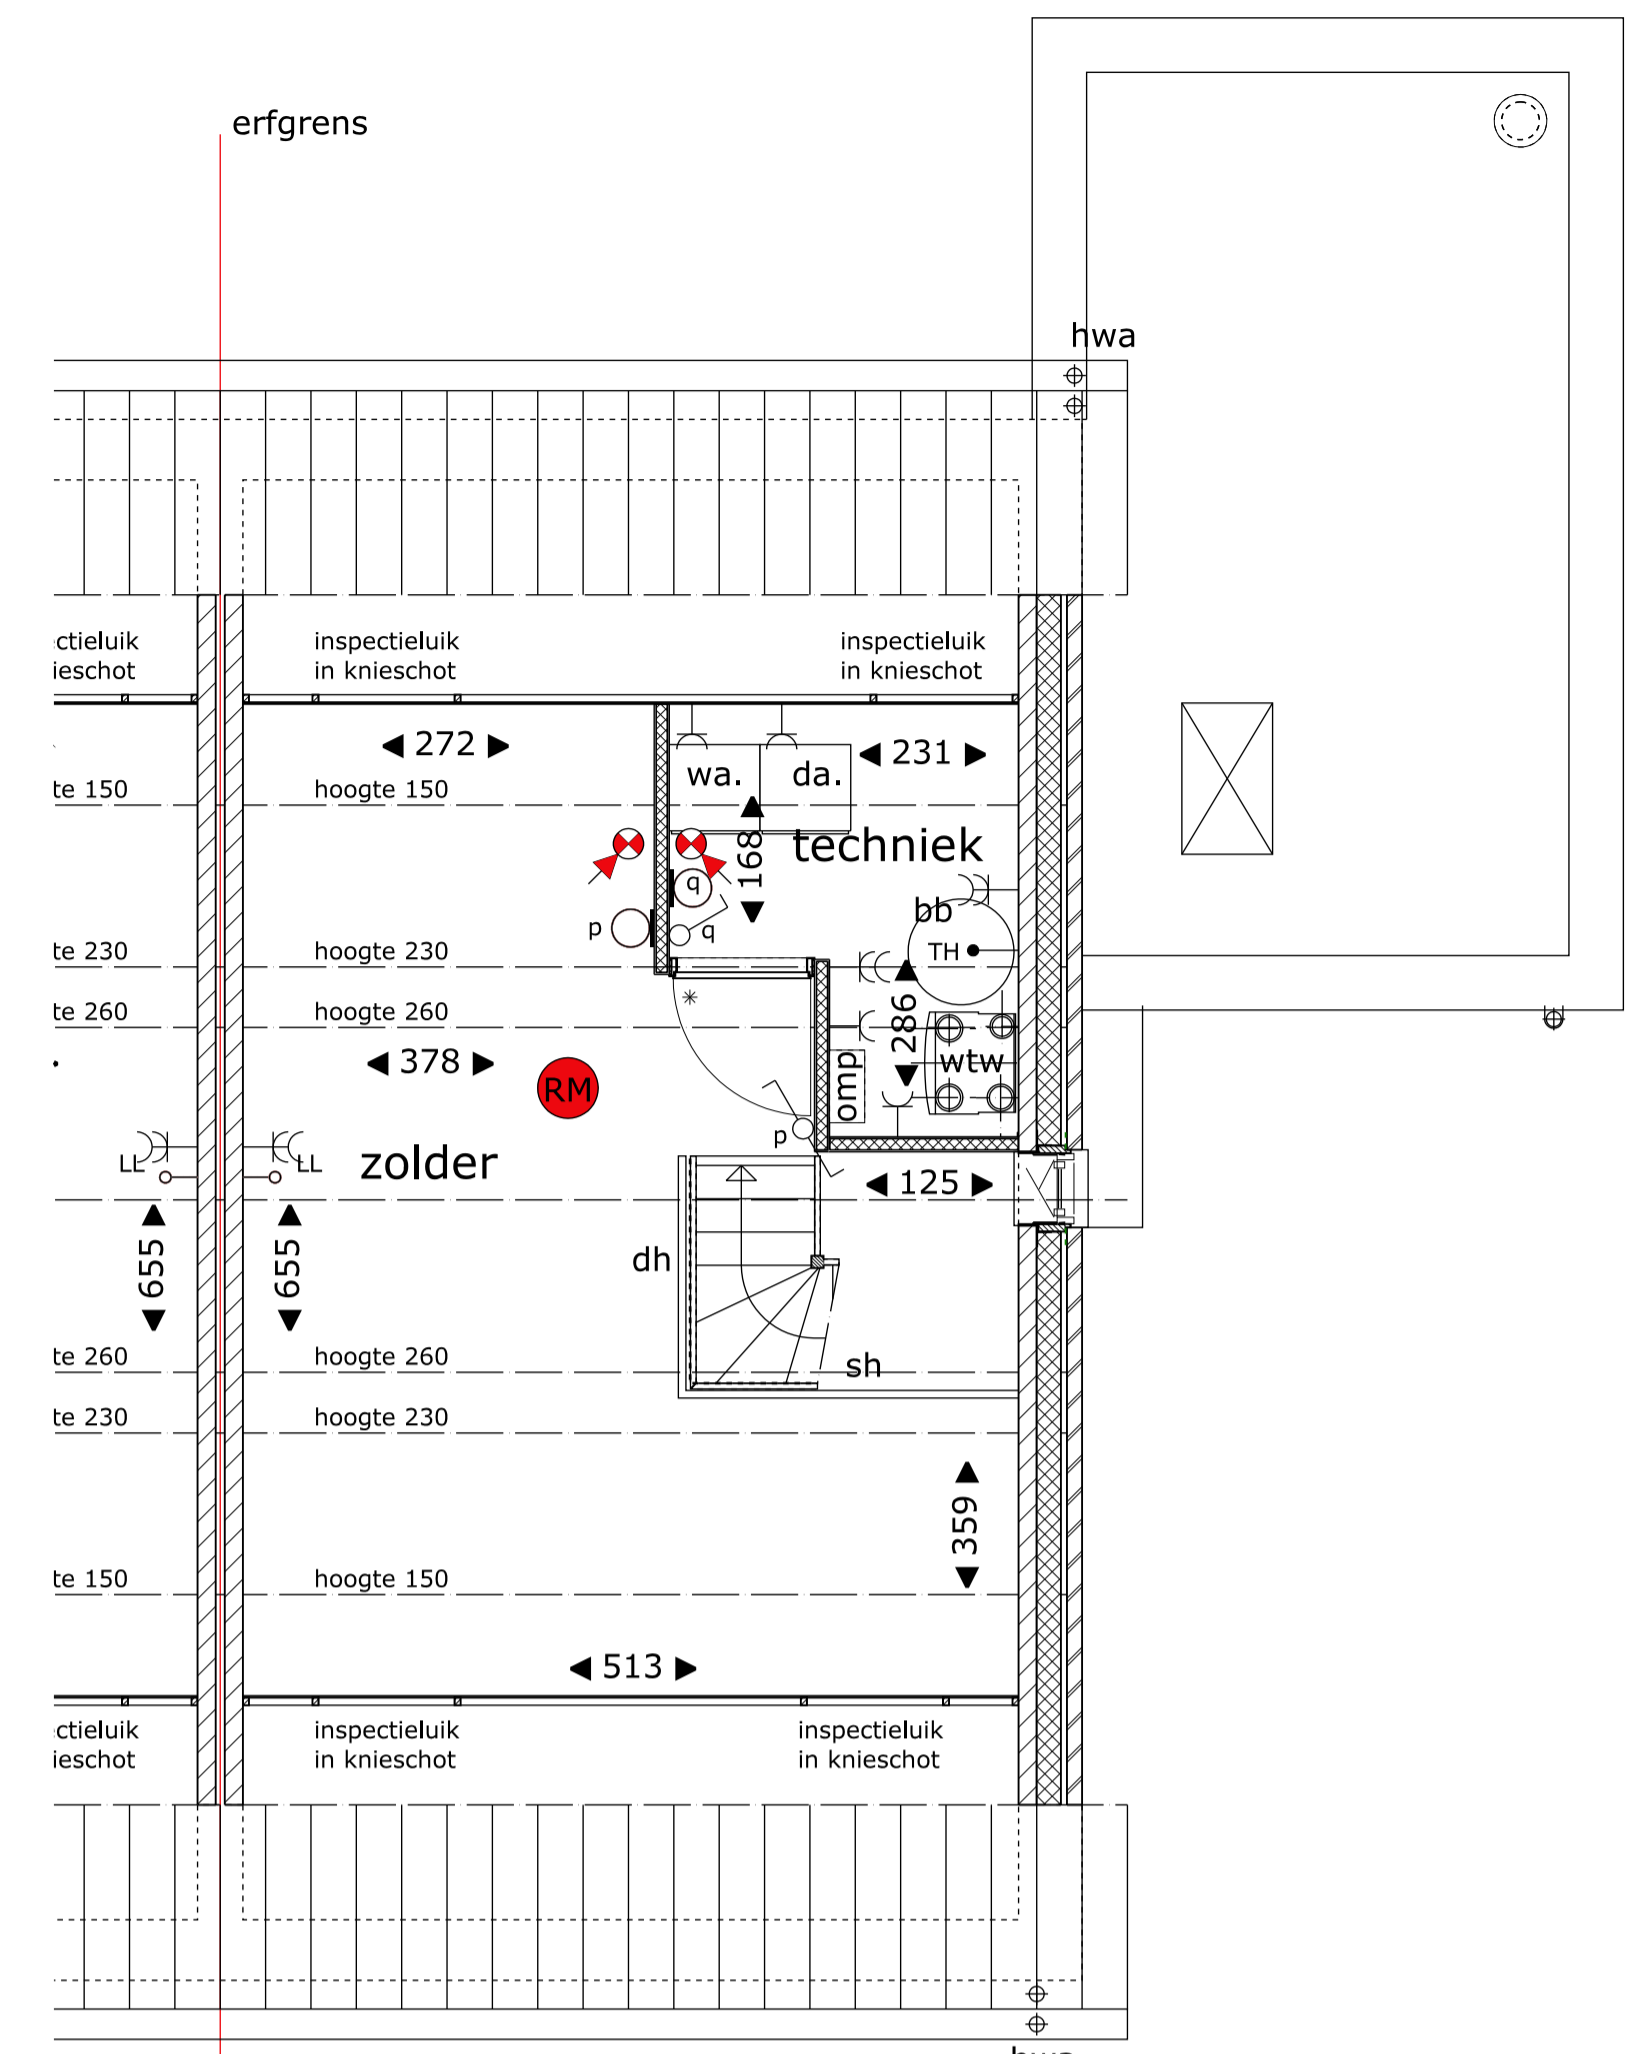 erfgrens
hwa
ctieluik
ieschot
inspectieluik
in knieschot
inspectieluik
in knieschot
272
231
wa.
da.
te 150
hoogte 150
168
techniek
q
bb
p
q
TH
te 230
hoogte 230
te 260
hoogte 260
286
378
RM
omp
wtw
p
LL
LL
zolder
125
655
655
dh
te 260
hoogte 260
sh
te 230
hoogte 230
359
te 150
hoogte 150
513
ctieluik
ieschot
inspectieluik
in knieschot
inspectieluik
in knieschot